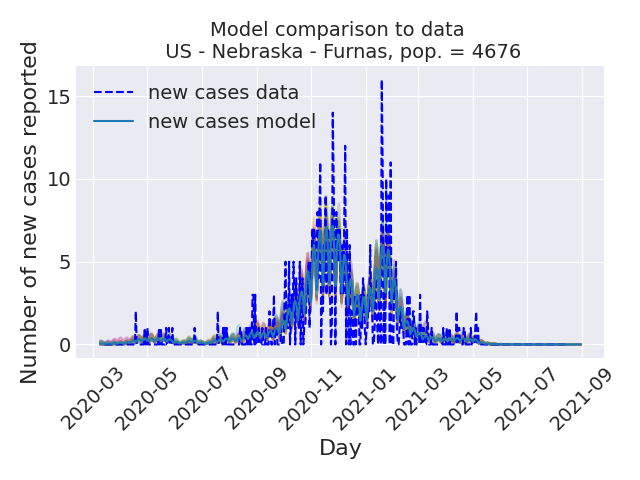 Model comparison to data
US - Nebraska - Furnas, pop. = 4676
Number of new cases reported
15
10
5
0
new cases data
new cases model
2020-03
2020-05
2020-07
2020-09
2020-11
2021-01
2021-03
2021-05
2021-07
2021-09
Day